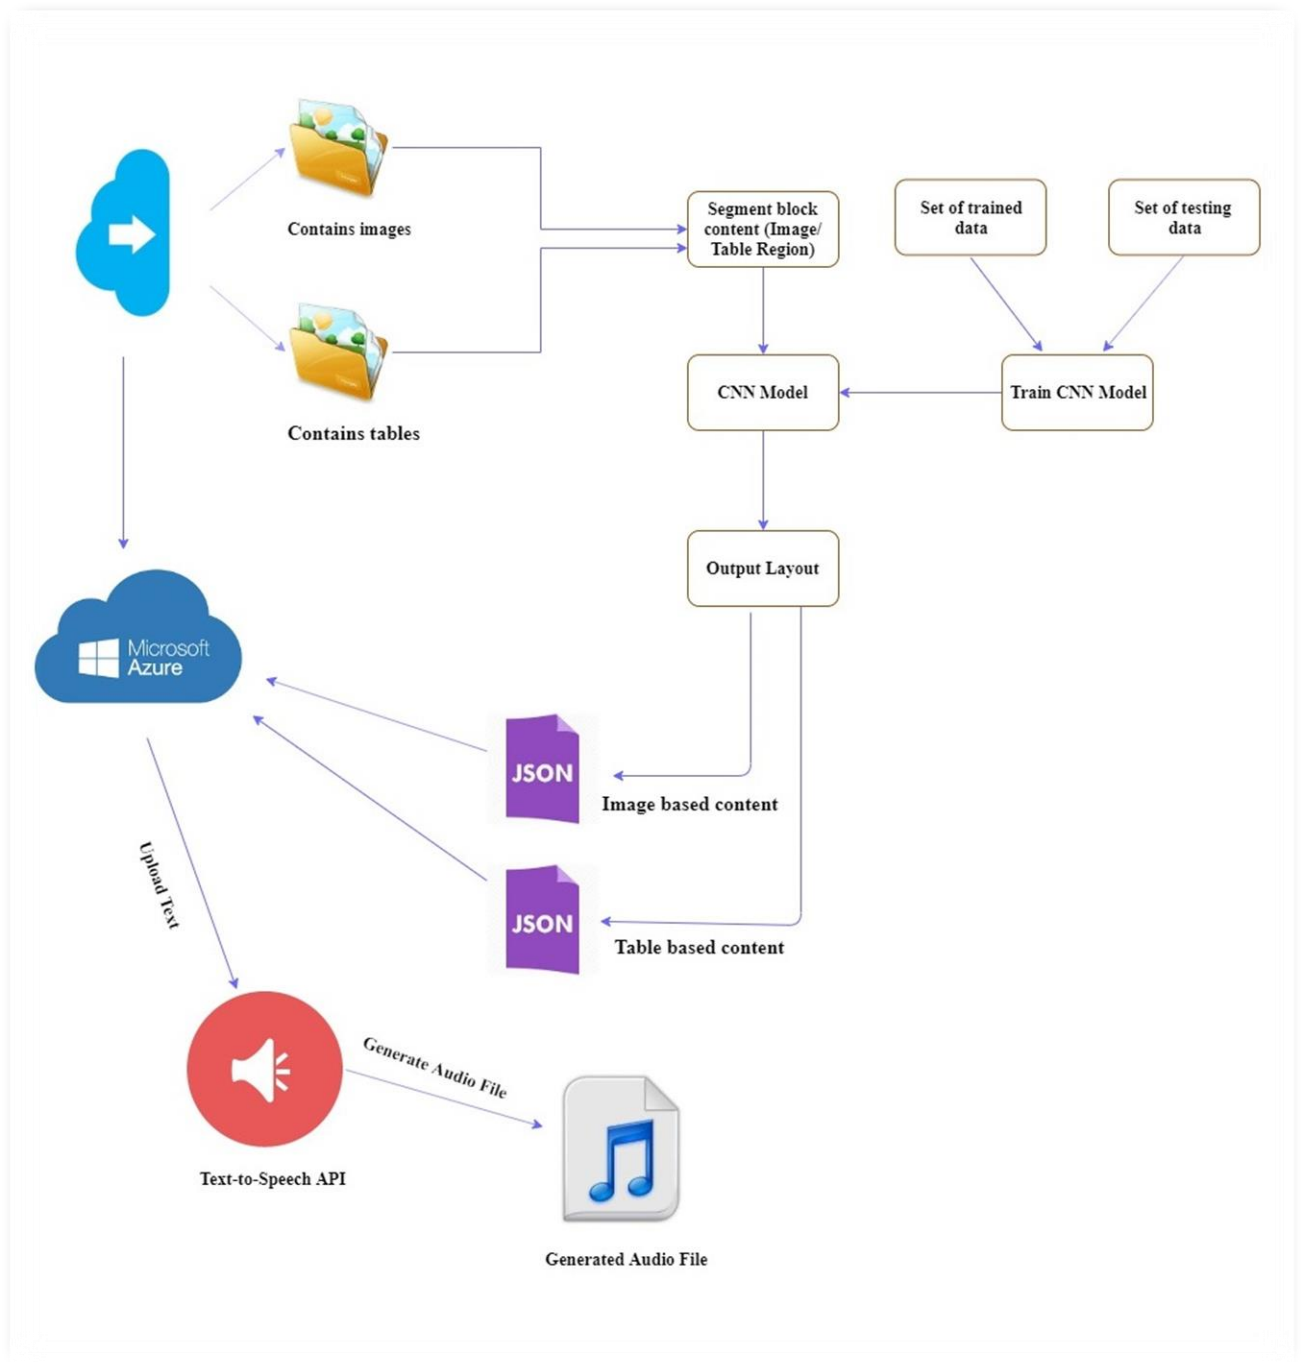 Contains images
Contains tables
Segment block
content (Image/
Table Region)
Set of trained
data
Set of testing
data
CNN Model
Train CNN Model
Output Layout
Microsoft
Azure
JSON
Image based content
JSON
Table based content
Upload Text
Generate Audio File
Text-to-Speech API
Generated Audio File